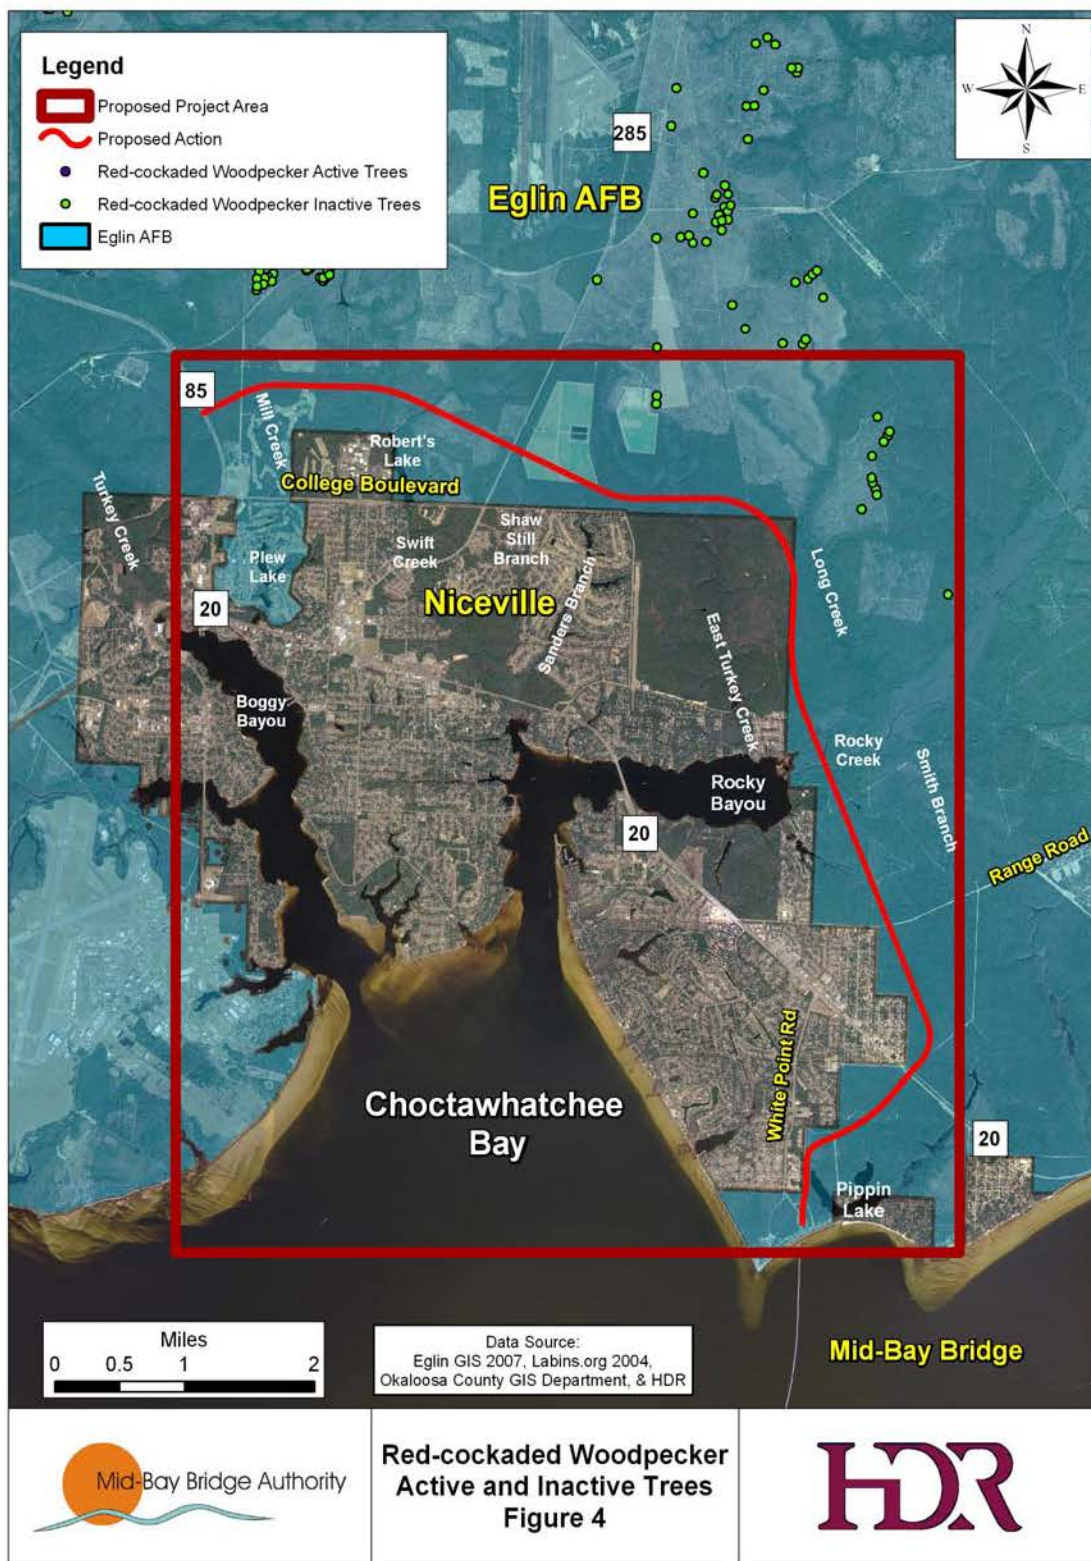 Legend
Proposed Project Area
Proposed Action
Red-cockaded Woodpecker Active Trees
Red-cockaded Woodpecker Inactive Trees
Eglin AFB
N
W
E
S
285
Eglin AFB
85
Mill Creek
Robert's
Lake
College Boulevard
Turkey Creek
Plew
Lake
Swift
Creek
Shaw
Still
Branch
Niceville
Sanders Branch
Long Creek
20
East Turkey Creek
Boggy
Bayou
Rocky
Creek
Smith Branch
Rocky
Bayou
20
Range Road
White Point Rd
Choctawhatchee
Bay
20
Pippin
Lake
Miles
0 0.5 1 2
Data Source:
Eglin GIS 2007, Labins.org 2004,
Okaloosa County GIS Department, & HDR
Mid-Bay Bridge
Mid-Bay Bridge Authority
Red-cockaded Woodpecker
Active and Inactive Trees
Figure 4
HDR